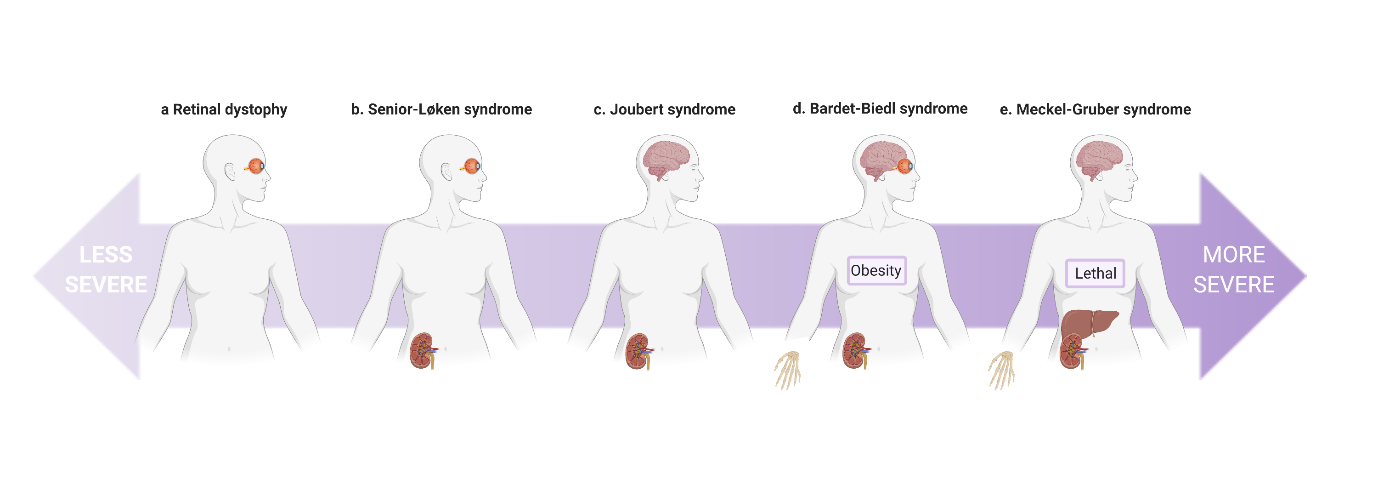 a Retinal dystophy
b. Senior-Løken syndrome
c. Joubert syndrome
d. Bardet-Biedl syndrome
e. Meckel-Gruber syndrome
LESS
SEVERE
Obesity
Lethal
MORE
SEVERE